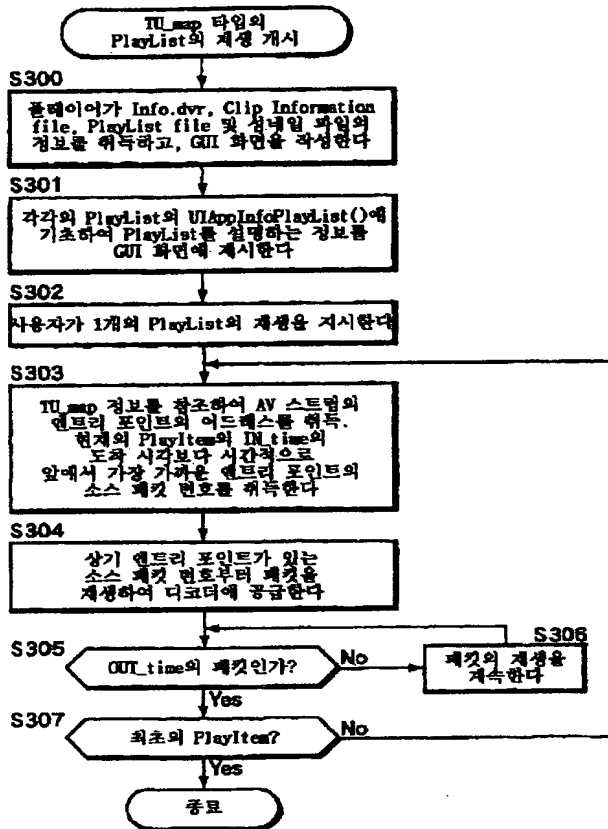 TU_map 타입의
PlayList의 재생 개시
S300
플레이어가 Info.dvr, Clip Information
file, PlayList file 및 섬네일 파일의
정보를 취득하고, GUI 화면을 작성한다
S301
각각의 PlayList의 UIAppInfoPlayList()에
기초하여 PlayList를 설명하는 정보를
GUI 화면에 제시한다
S302
사용자가 1개의 PlayList의 재생을 지시한다
S303
TU_map 정보를 참조하여 AV 스트림의
엔트리 포인트의 어드레스를 취득.
현재의 PlayItem의 IN_time의
도착 시각보다 시간적으로
앞에서 가장 가까운 엔트리 포인트의
소스 패킷 번호를 취득한다
S304
상기 엔트리 포인트가 있는
소스 패킷 번호부터 패킷을
재생하여 디코더에 공급한다
S305
OUT_time의 패킷인가?
No
S306
패킷의 재생을
계속한다
Yes
S307
최초의 PlayItem?
No
Yes
종료